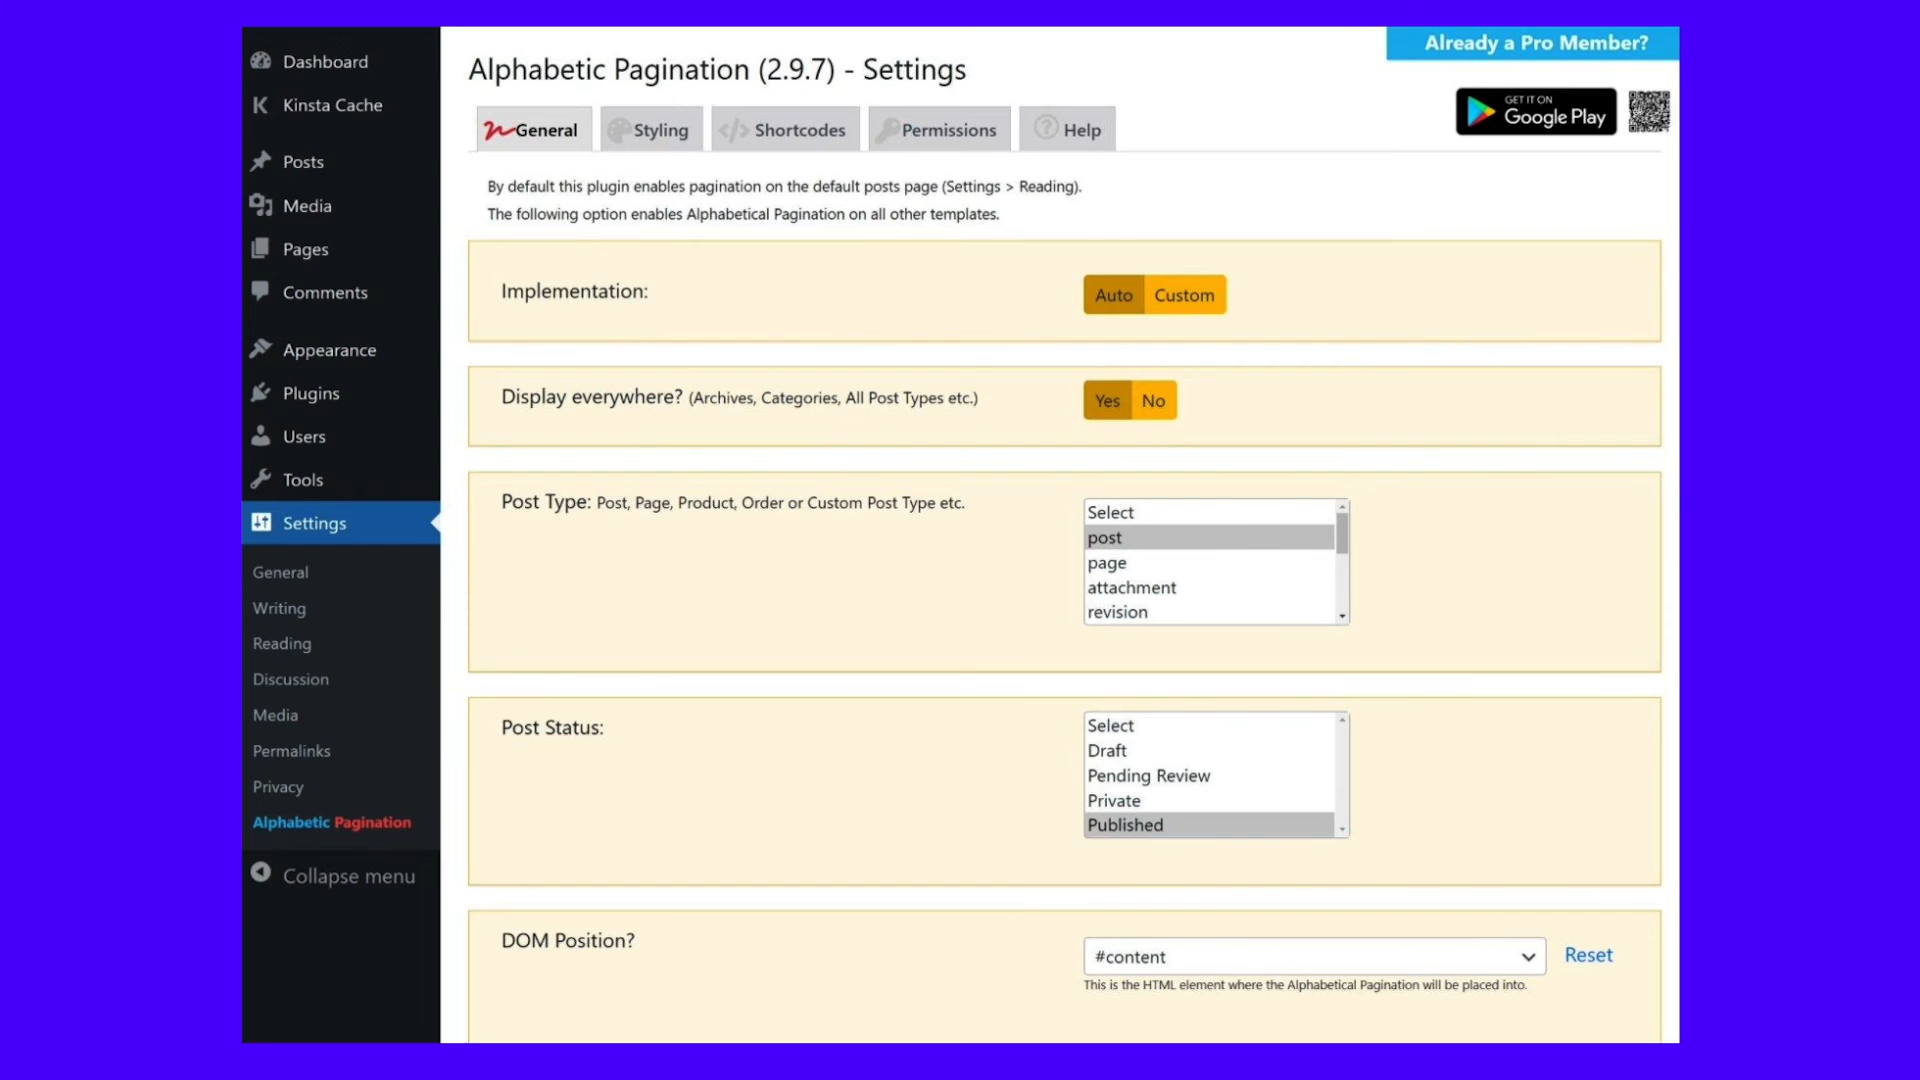 Dashboard
Kinsta Cache
Posts
Media
Pages
Comments
Appearance
Plugins
Users
Tools
Settings
General
Writing
Reading
Discussion
Media
Permalinks
Privacy
Alphabetic Pagination
Collapse menu
Already a Pro Member?
Alphabetic Pagination (2.9.7) - Settings
GET IT ON
Google Play
General Styling Shortcodes Permissions Help
By default this plugin enables pagination on the default posts page (Settings > Reading).
The following option enables Alphabetical Pagination on all other templates.
Implementation: Auto Custom
Display everywhere? (Archives, Categories, All Post Types etc.) Yes No
Post Type: Post, Page, Product, Order or Custom Post Type etc.
Select
post
page
attachment
revision
Post Status:
Select
Draft
Pending Review
Private
Published
DOM Position?
#content Reset
This is the HTML element where the Alphabetical Pagination will be placed into.